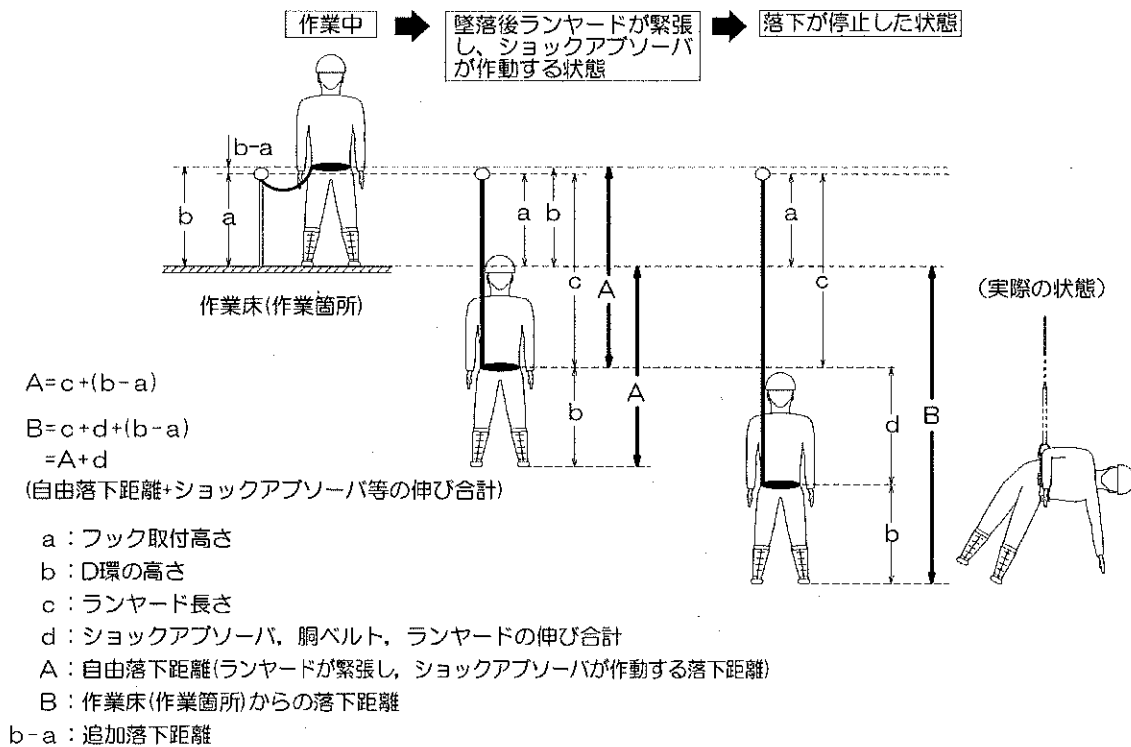 作業中
墜落後ランヤードが緊張
し、ショックアブソーバ
が作動する状態
落下が停止した状態
b-a
b
a
a
b
c
A
a
c
作業床(作業箇所)
(実際の状態)
A=c+(b-a)
B=c+d+(b-a)
=A+d
(自由落下距離+ショックアブソーバ等の伸び合計)
b
A
d
B
b
a：フック取付高さ
b：D環の高さ
c：ランヤード長さ
d：ショックアブソーバ，胴ベルト，ランヤードの伸び合計
A：自由落下距離(ランヤードが緊張し，ショックアブソーバが作動する落下距離)
B：作業床(作業箇所)からの落下距離
b-a：追加落下距離